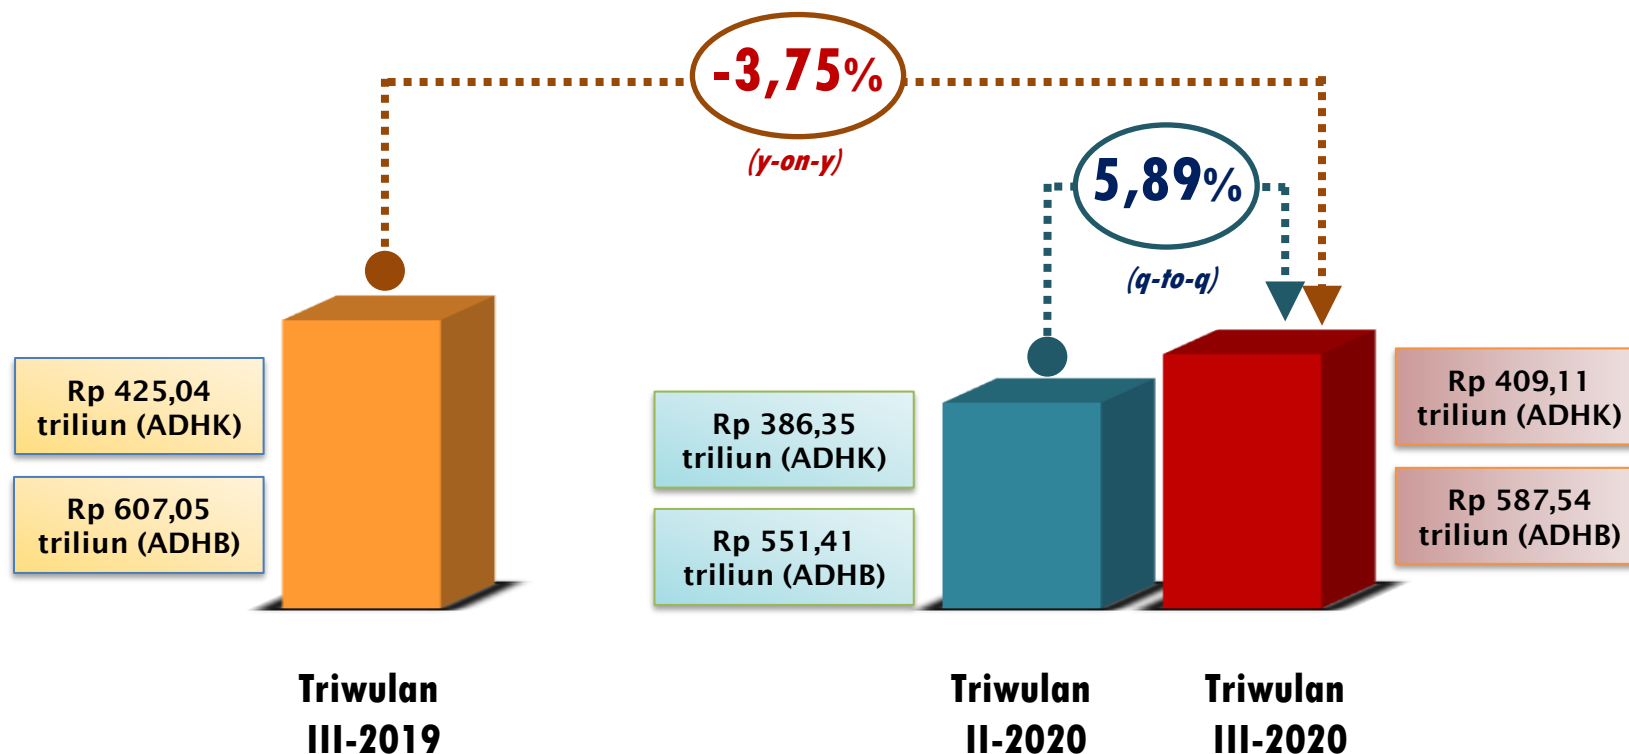 -3,75%
(y-on-y)
5,89%
(q-to-q)
Rp 425,04
triliun (ADHK)
Rp 607,05
triliun (ADHB)
Rp 386,35
triliun (ADHK)
Rp 551,41
triliun (ADHB)
Rp 409,11
triliun (ADHK)
Rp 587,54
triliun (ADHB)
Triwulan
III-2019
Triwulan
II-2020
Triwulan
III-2020